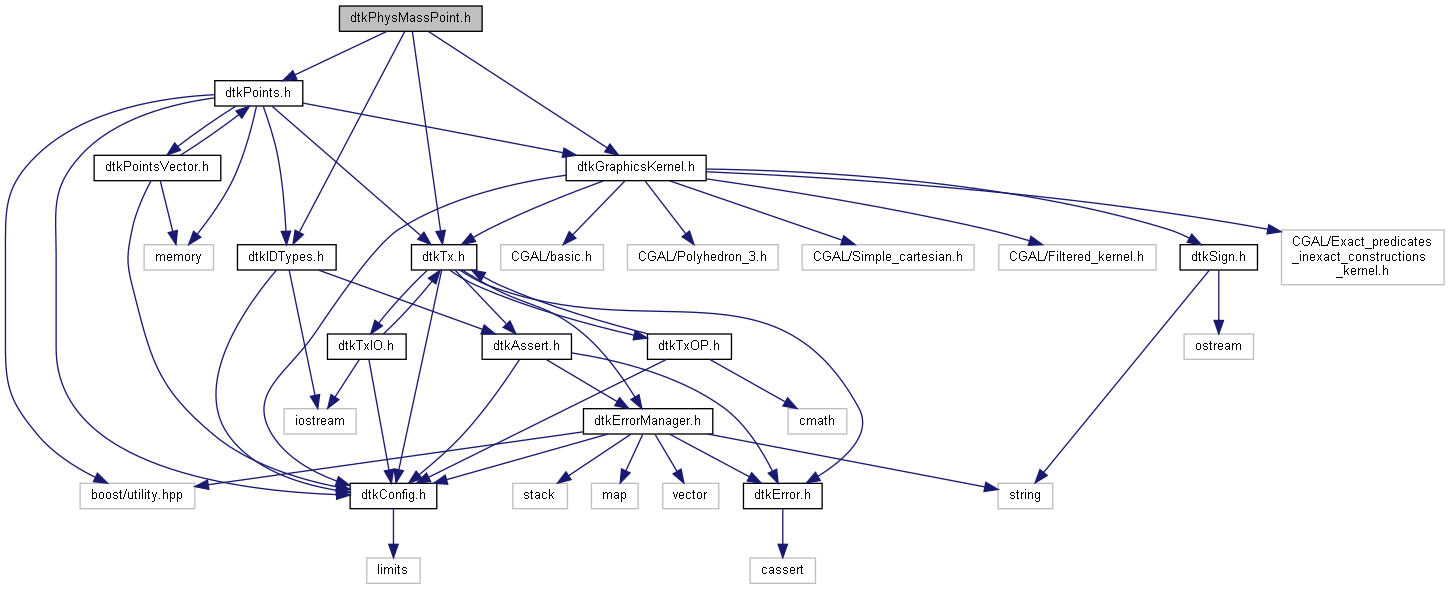 dtkPhysMassPoint.h
dtkPoints.h
dtkPointsVector.h
dtkGraphicsKernel.h
memory
dtkIDTypes.h
dtkTx.h
CGAL/basic.h
CGAL/Polyhedron_3.h
CGAL/Simple_cartesian.h
CGAL/Filtered_kernel.h
dtkSign.h
CGAL/Exact_predicates
_inexact_constructions
_kernel.h
dtkTxIO.h
dtkAssert.h
dtkTxOP.h
ostream
iostream
dtkErrorManager.h
cmath
boost/utility.hpp
dtkConfig.h
stack
map
vector
dtkError.h
string
limits
cassert